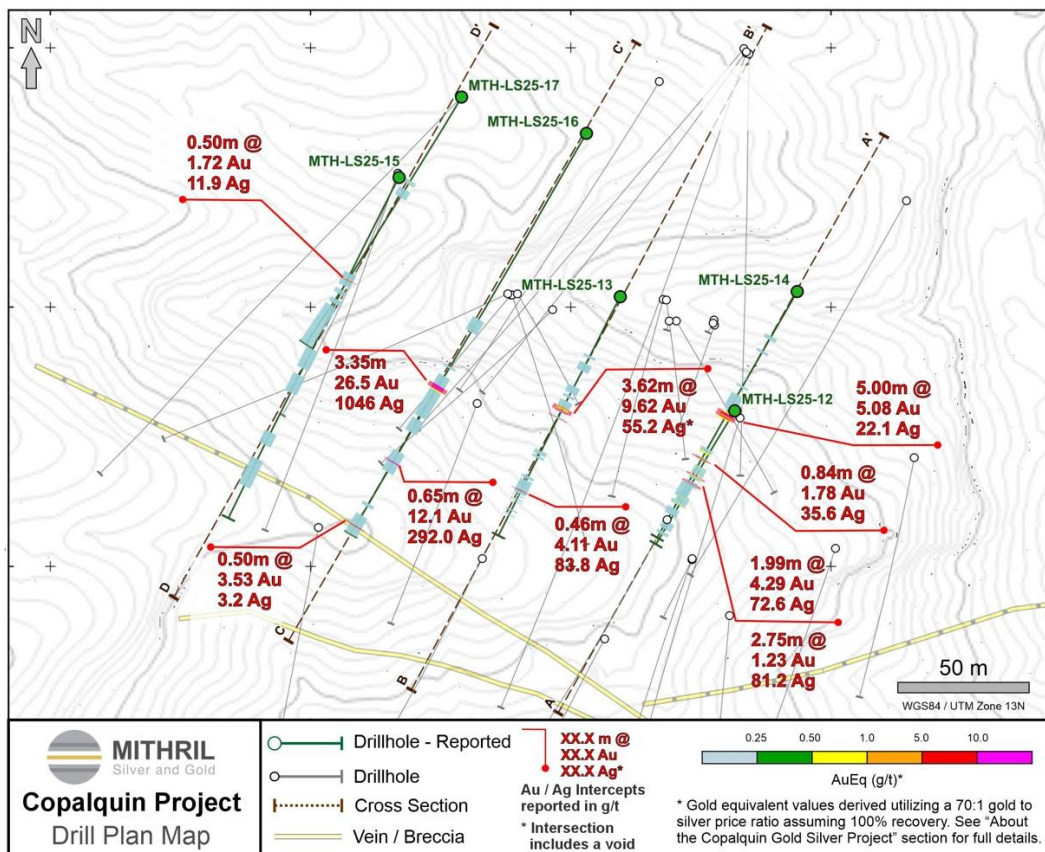 N
D'
C'
B'
A'
MTH-LS25-17
MTH-LS25-16
MTH-LS25-15
0.50m @
1.72 Au
11.9 Ag
MTH-LS25-13
MTH-LS25-14
MTH-LS25-12
3.35m
26.5 Au
1046 Ag
3.62m @
9.62 Au
55.2 Ag*
5.00m @
5.08 Au
22.1 Ag
0.84m @
1.78 Au
35.6 Ag
0.65m @
12.1 Au
292.0 Ag
0.46m @
4.11 Au
83.8 Ag
0.50m @
3.53 Au
3.2 Ag
1.99m @
4.29 Au
72.6 Ag
2.75m @
1.23 Au
81.2 Ag
D
C
B
A
50 m
WGS84 / UTM Zone 13N
MITHRIL
Silver and Gold
Copalquin Project
Drill Plan Map
Drillhole - Reported
Drillhole
Cross Section
Vein / Breccia
XX.X m @
XX.X Au
XX.X Ag*
Au / Ag Intercepts
reported in g/t
* Intersection
includes a void
0.25 0.50 1.0 5.0 10.0
AuEq (g/t)*
* Gold equivalent values derived utilizing a 70:1 gold to
silver price ratio assuming 100% recovery. See "About
the Copalquin Gold Silver Project" section for full details.